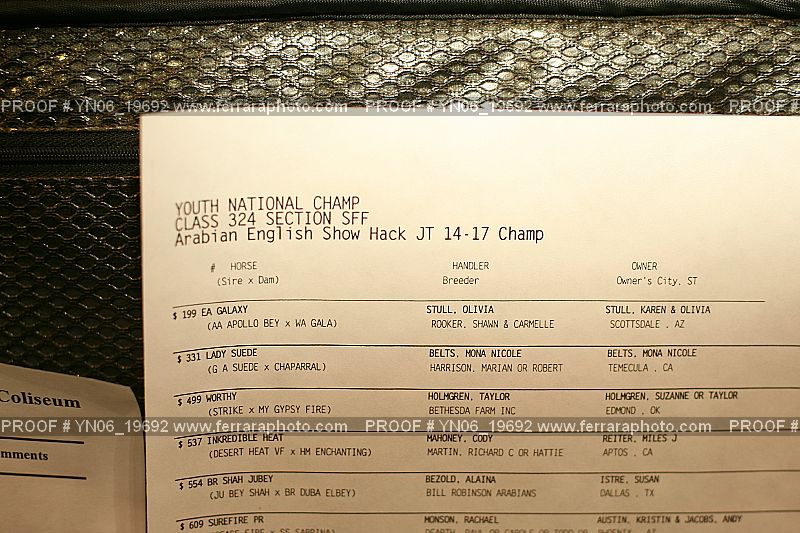 PROOF # YN06_19692 www.ferraraphoto.com PROOF # YN06_19692 www.ferraraphoto.com PROOF # Y
YOUTH NATIONAL CHAMP
CLASS 324 SECTION SFF
Arabian English Show Hack JT 14-17 Champ
# HORSE HANDLER OWNER
(Sire x Dam) Breeder Owner's City, ST
$ 199 EA GALAXY STULL, OLIVIA STULL, KAREN & OLIVIA
(AA APOLLO BEY x WA GALA) ROOKER, SHAWN & CARMELLE SCOTTSDALE , AZ
$ 331 LADY SUEDE BELTS, MONA NICOLE BELTS, MONA NICOLE
(G A SUEDE x CHAPARRAL) HARRISON, MARIAN OR ROBERT TEMECULA , CA
$ 499 WORTHY HOLMGREN, TAYLOR HOLMGREN, SUZANNE OR TAYLOR
(STRIKE x MY GYPSY FIRE) BETHESDA FARM INC EDMOND , OK
Coliseum
PROOF # YN06_19692 www.ferraraphoto.com PROOF # YN06_19692 www.ferraraphoto.com PROOF # Y
$ 537 INKREDIBLE HEAT MAHONEY, CODY REITER, MILES J
(DESERT HEAT VF x HM ENCHANTING) MARTIN, RICHARD C OR HATTIE APTOS , CA
mments
$ 554 BR SHAH JUBEY BEZOLD, ALAINA ISTRE, SUSAN
(JU BEY SHAH x BR DUBA ELBEY) BILL ROBINSON ARABIANS DALLAS , TX
$ 609 SUREFIRE PR MONSON, RACHAEL AUSTIN, KRISTIN & JACOBS, ANDY